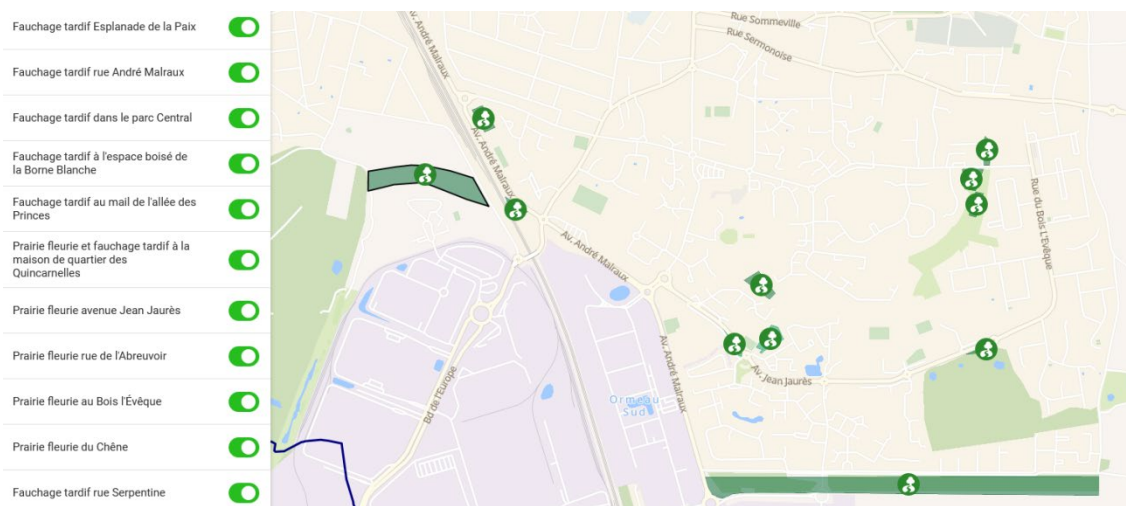 Fauchage tardif Esplanade de la Paix
Fauchage tardif rue André Malraux
Fauchage tardif dans le parc Central
Fauchage tardif à l'espace boisé de
la Borne Blanche
Fauchage tardif au mail de l'allée des
Princes
Prairie fleurie et fauchage tardif à la
maison de quartier des
Quincarnelles
Prairie fleurie avenue Jean Jaurès
Prairie fleurie rue de l'Abreuvoir
Prairie fleurie au Bois l'Évêque
Prairie fleurie du Chêne
Fauchage tardif rue Serpentine
Rue Sommeville
Rue Sermonoise
Av. André Malraux
Av. André Malraux
Rue du Bois L'Evêque
Av. André Malraux
Av. André Malraux
Av. Jean Jaurès
Bd de l'Europe
Ormeau
Sud